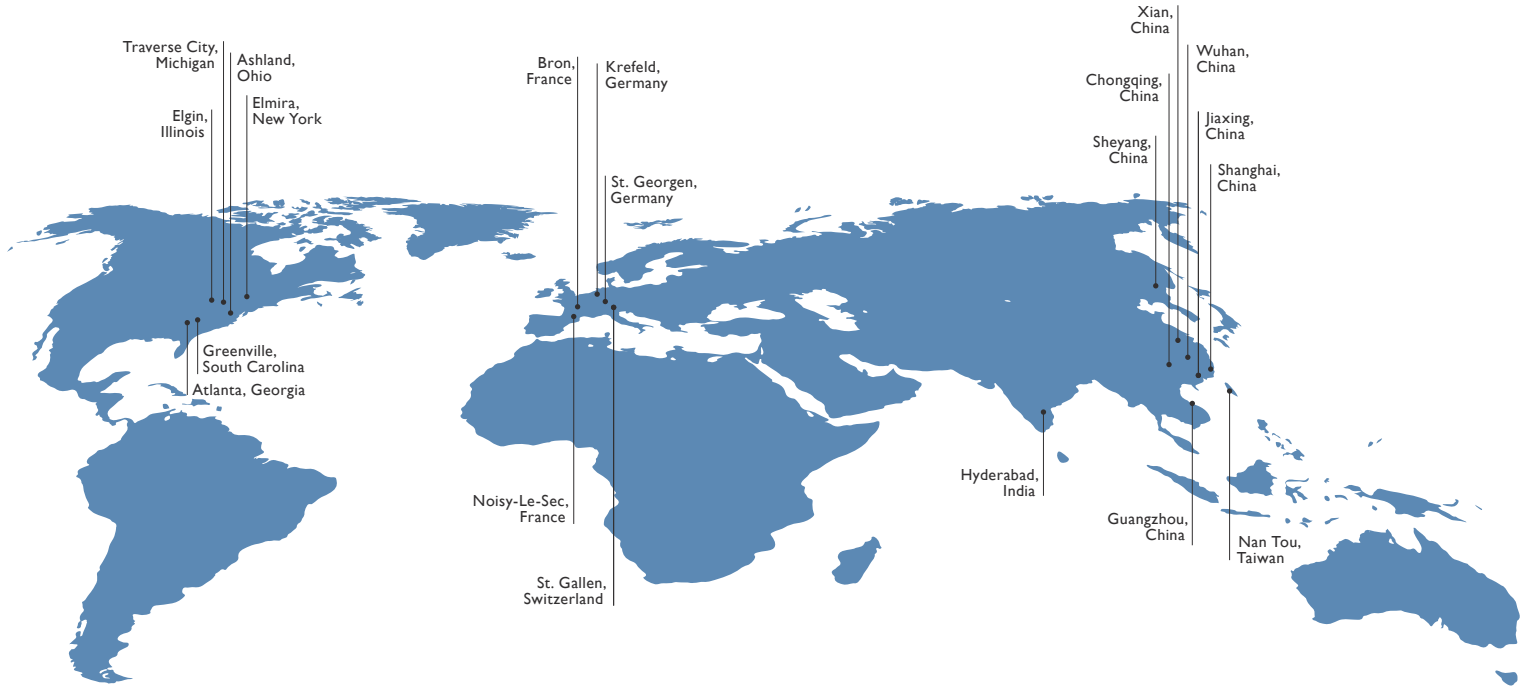 Traverse City,
Michigan
Ashland,
Ohio
Elgin,
Illinois
Elmira,
New York
Greenville,
South Carolina
Atlanta, Georgia
Bron,
France
Krefeld,
Germany
St. Georgen,
Germany
Noisy-Le-Sec,
France
St. Gallen,
Switzerland
Xian,
China
Wuhan,
China
Chongqing,
China
Jiaxing,
China
Sheyang,
China
Shanghai,
China
Hyderabad,
India
Guangzhou,
China
Nan Tou,
Taiwan